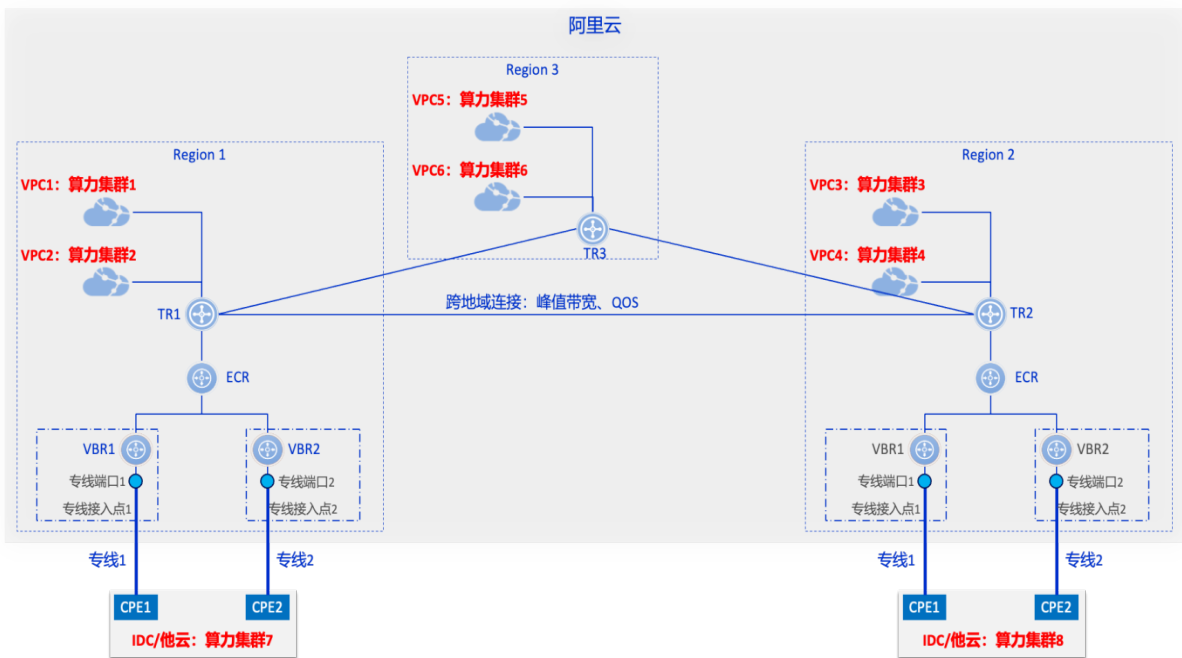 阿里云
Region 3
VPC5：算力集群5
VPC6：算力集群6
TR3
Region 1
VPC1：算力集群1
VPC2：算力集群2
TR1
Region 2
VPC3：算力集群3
VPC4：算力集群4
TR2
跨地域连接：峰值带宽、QOS
ECR
VBR1
VBR2
专线端口1
专线端口2
专线接入点1
专线接入点2
ECR
VBR1
VBR2
专线端口1
专线端口2
专线接入点1
专线接入点2
专线1
专线2
CPE1
CPE2
IDC/他云：算力集群7
专线1
专线2
CPE1
CPE2
IDC/他云：算力集群8